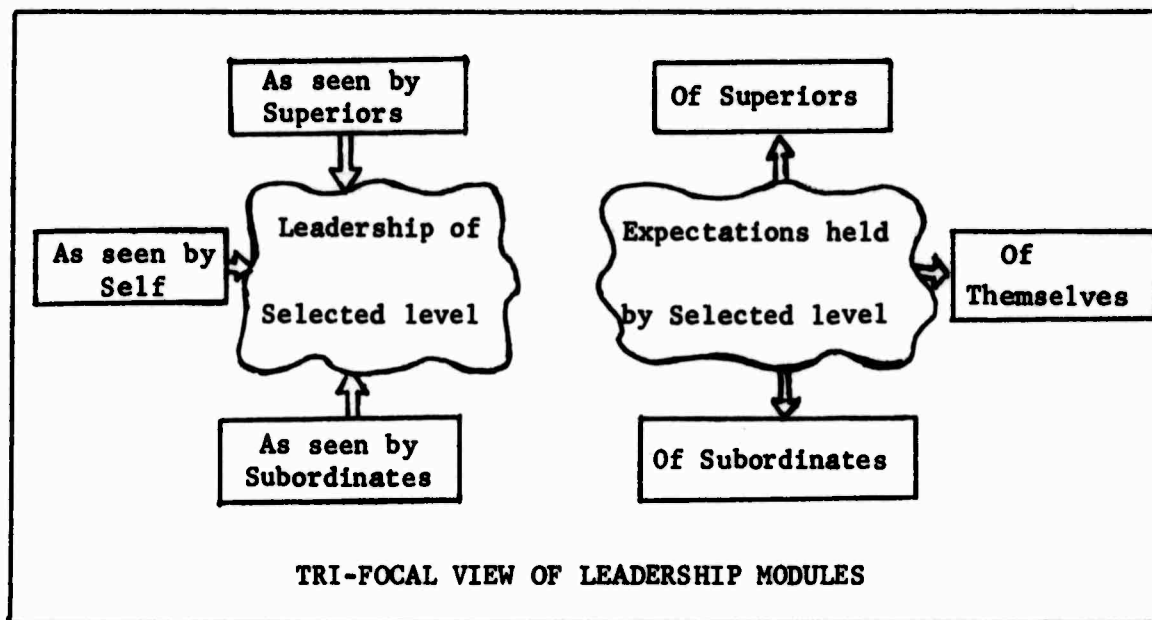 As seen by
Superiors
As seen by
Self
Leadership of
Selected level
As seen by
Subordinates
Of Superiors
Expectations held
by Selected level
Of
Themselves
Of Subordinates
TRI-FOCAL VIEW OF LEADERSHIP MODULES